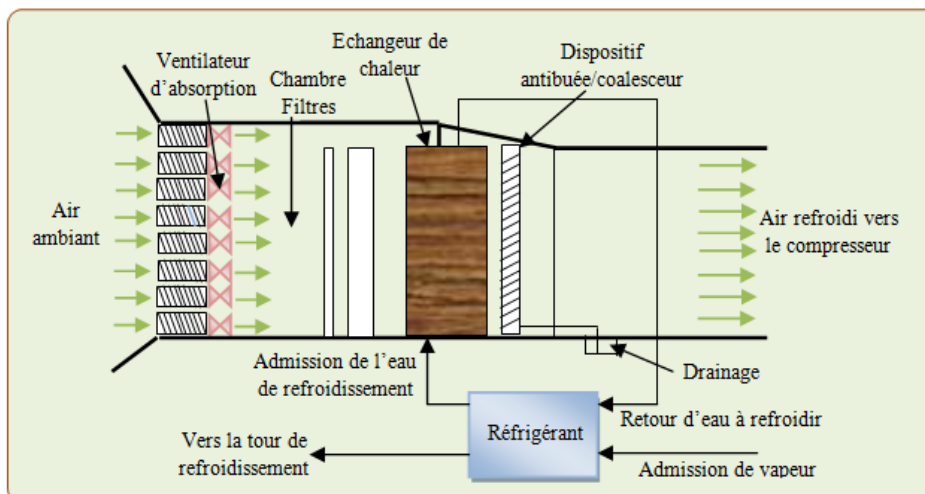 Ventilateur
d'absorption
Chambre
Filtres
Echangeur de
chaleur
Dispositif
antibuée/coalesceur
Air
ambiant
Air refroidi vers
le compresseur
Admission de l'eau
de refroidissement
Drainage
Réfrigérant
Retour d'eau à refroidir
Vers la tour de
refroidissement
Admission de vapeur